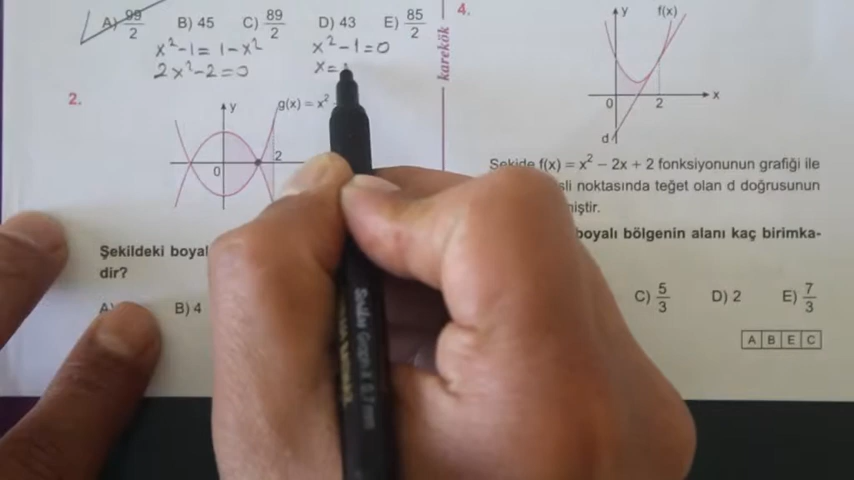 A) 99/2 B) 45 C) 89/2 D) 43 E) 85/2
x²-1=1-x²
2x²-2=0
x²-1=0
x=
2.
y
g(x) = x²
0
2
Şekildeki boyal
dir?
A)
B) 4
karekök
4.
y
f(x)
0
2
x
d
Şekilde f(x) = x² – 2x + 2 fonksiyonunun grafiği ile
sli noktasında teğet olan d doğrusunun
miştir.
boyalı bölgenin alanı kaç birimka-
C) 5/3 D) 2 E) 7/3
A B E C